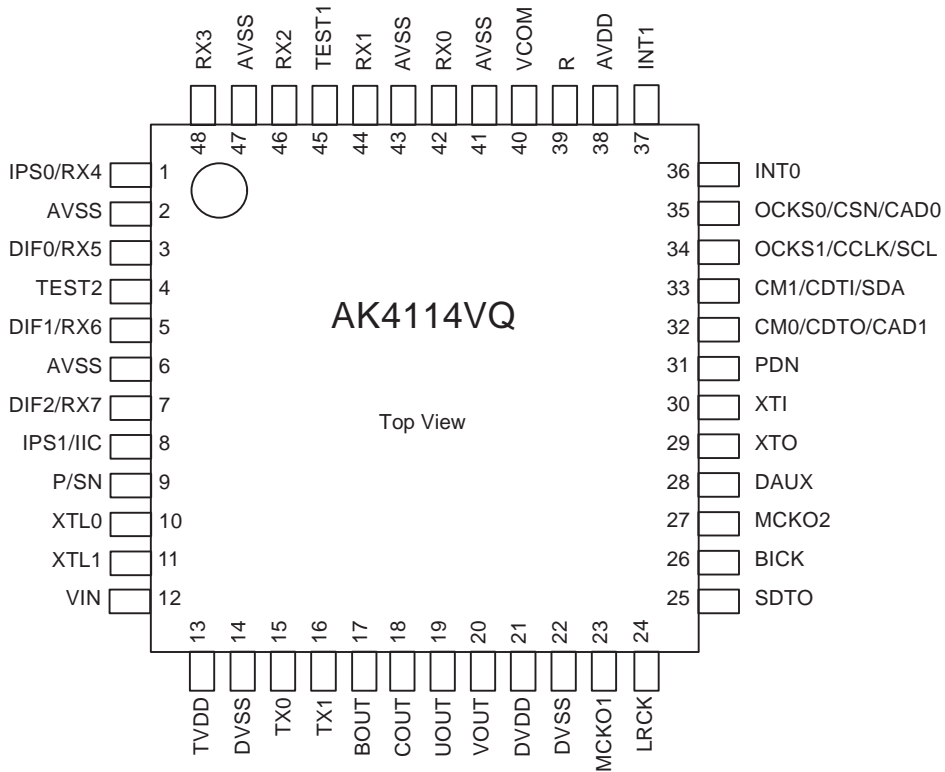 RX3 AVSS RX2 TEST1 RX1 AVSS RX0 AVSS VCOM R AVDD INT1
48 47 46 45 44 43 42 41 40 39 38 37
IPS0/RX4 1 36 INT0
AVSS 2 35 OCKS0/CSN/CAD0
DIF0/RX5 3 34 OCKS1/CCLK/SCL
TEST2 4 33 CM1/CDTI/SDA
AK4114VQ
DIF1/RX6 5 32 CM0/CDTO/CAD1
AVSS 6 31 PDN
DIF2/RX7 7 30 XTI
Top View
IPS1/IIC 8 29 XTO
P/SN 9 28 DAUX
XTL0 10 27 MCKO2
XTL1 11 26 BICK
VIN 12 25 SDTO
13 14 15 16 17 18 19 20 21 22 23 24
TVDD DVSS TX0 TX1 BOUT COUT UOUT VOUT DVDD DVSS MCKO1 LRCK